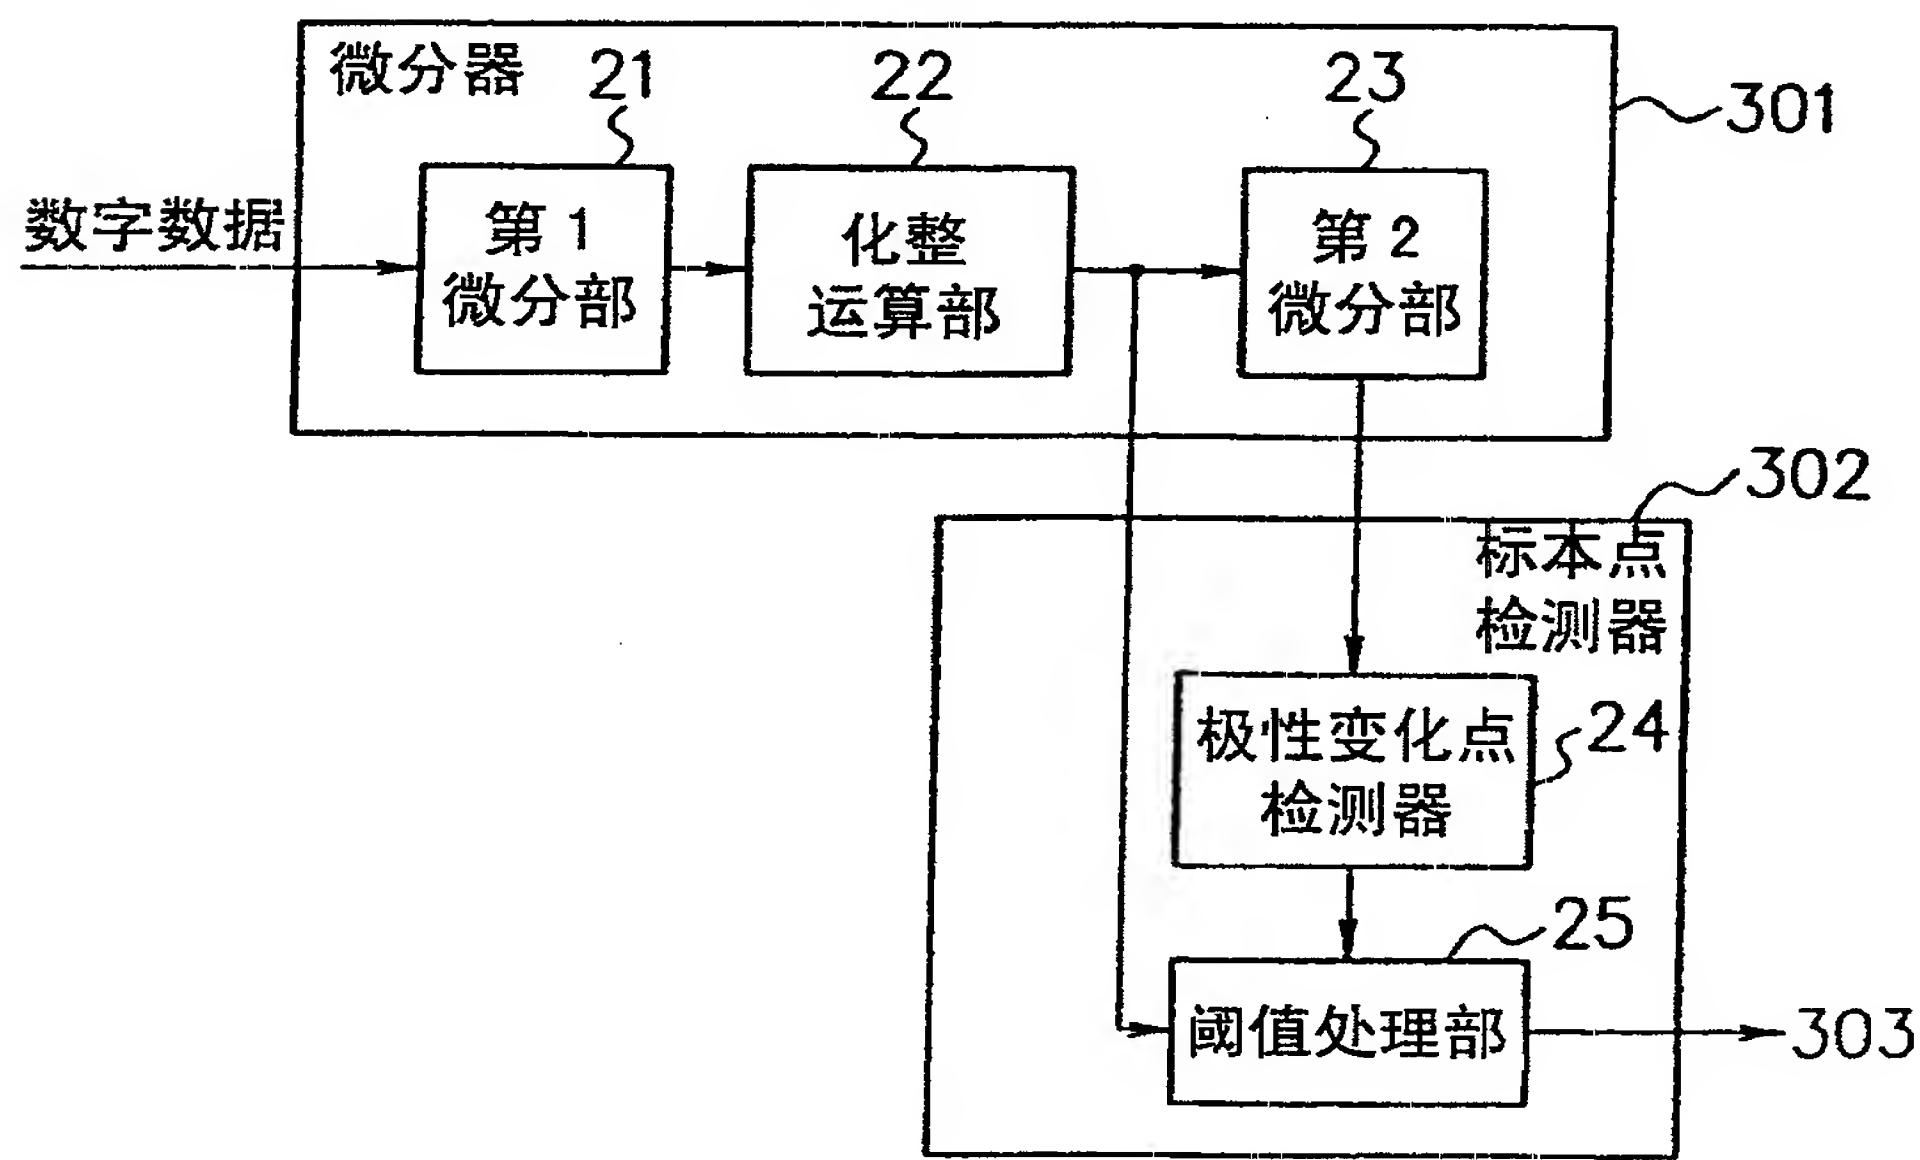 微分器
21
22
23
301
数字数据
第1
微分部
化整
运算部
第2
微分部
302
标本点
检测器
极性变化点
检测器
24
25
阈值处理部
303